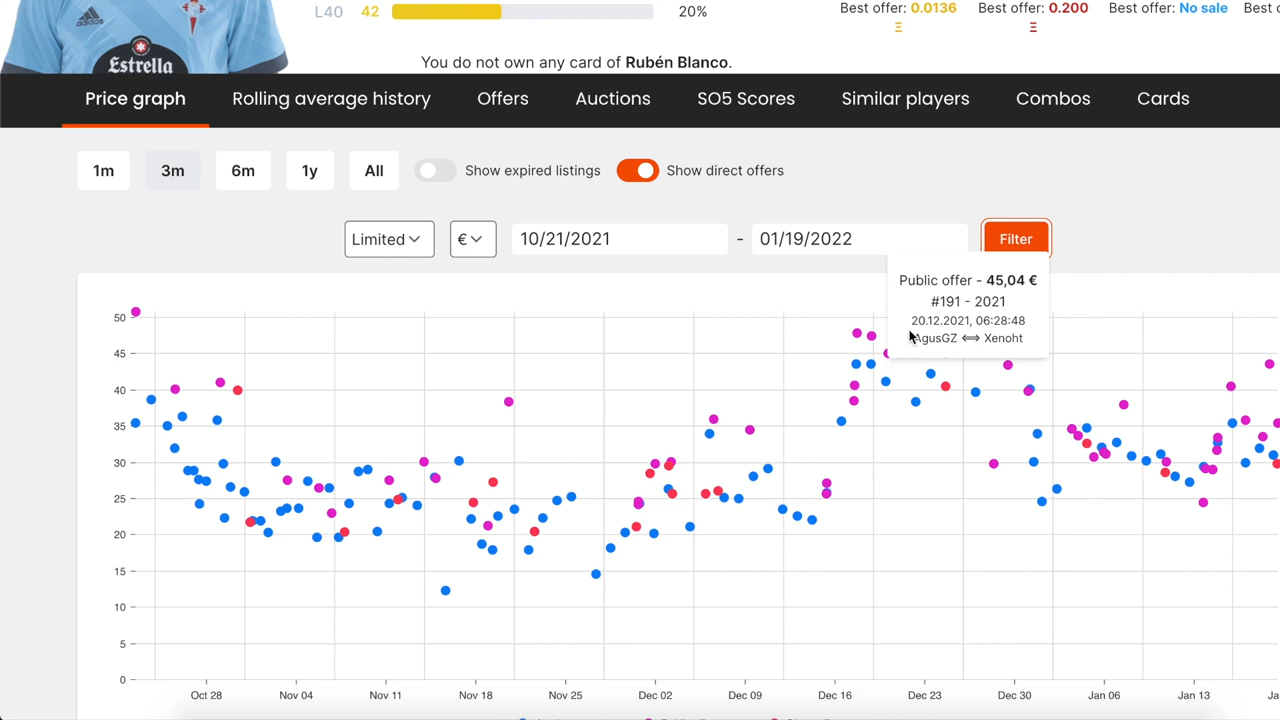 adidas
Estrella
L40 42 20%
Best offer: 0.0136 Ξ
Best offer: 0.200 Ξ
Best offer: No sale
Best
You do not own any card of Rubén Blanco.
Price graph Rolling average history Offers Auctions SO5 Scores Similar players Combos Cards
1m 3m 6m 1y All Show expired listings Show direct offers
Limited € 10/21/2021 - 01/19/2022 Filter
Public offer - 45,04 €
#191 - 2021
20.12.2021, 06:28:48
AgusGZ ⟺ Xenoht
50
45
40
35
30
25
20
15
10
5
0
Oct 28 Nov 04 Nov 11 Nov 18 Nov 25 Dec 02 Dec 09 Dec 16 Dec 23 Dec 30 Jan 06 Jan 13